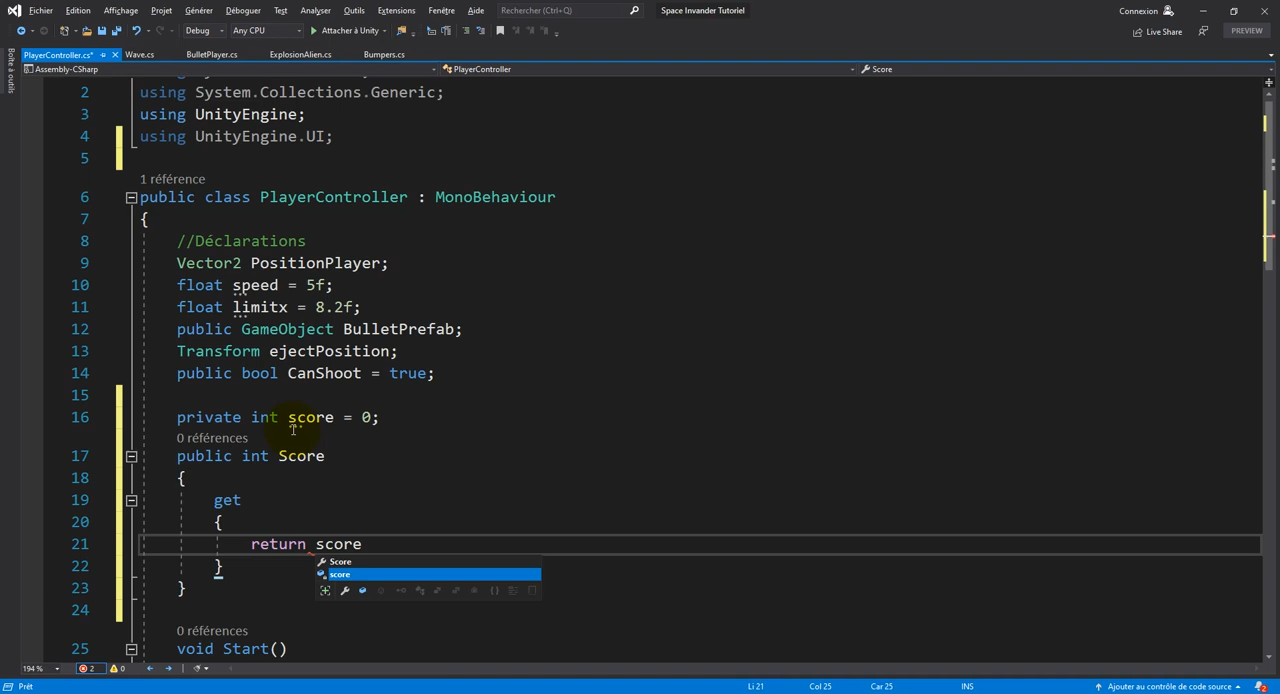 Fichier Edition Affichage Projet Générer Déboguer Test Analyser Outils Extensions Fenêtre Aide Rechercher (Ctrl+Q) Space Invander Tutoriel Connexion
Debug Any CPU Attacher à Unity Live Share PREVIEW
Boîte à outils
PlayerController.cs* Wave.cs BulletPlayer.cs ExplosionAlien.cs Bumpers.cs
Assembly-CSharp PlayerController Score
2 using System.Collections.Generic;
3 using UnityEngine;
4 using UnityEngine.UI;
5
1 référence
6 public class PlayerController : MonoBehaviour
7 {
8 //Déclarations
9 Vector2 PositionPlayer;
10 float speed = 5f;
11 float limitx = 8.2f;
12 public GameObject BulletPrefab;
13 Transform ejectPosition;
14 public bool CanShoot = true;
15
16 private int score = 0;
0 références
17 public int Score
18 {
19 get
20 {
21 return score
Score
score
22 }
23 }
24
0 références
25 void Start()
194 % 2 0 Li 21 Col 25 Car 25 INS
Prêt Ajouter au contrôle de code source 2